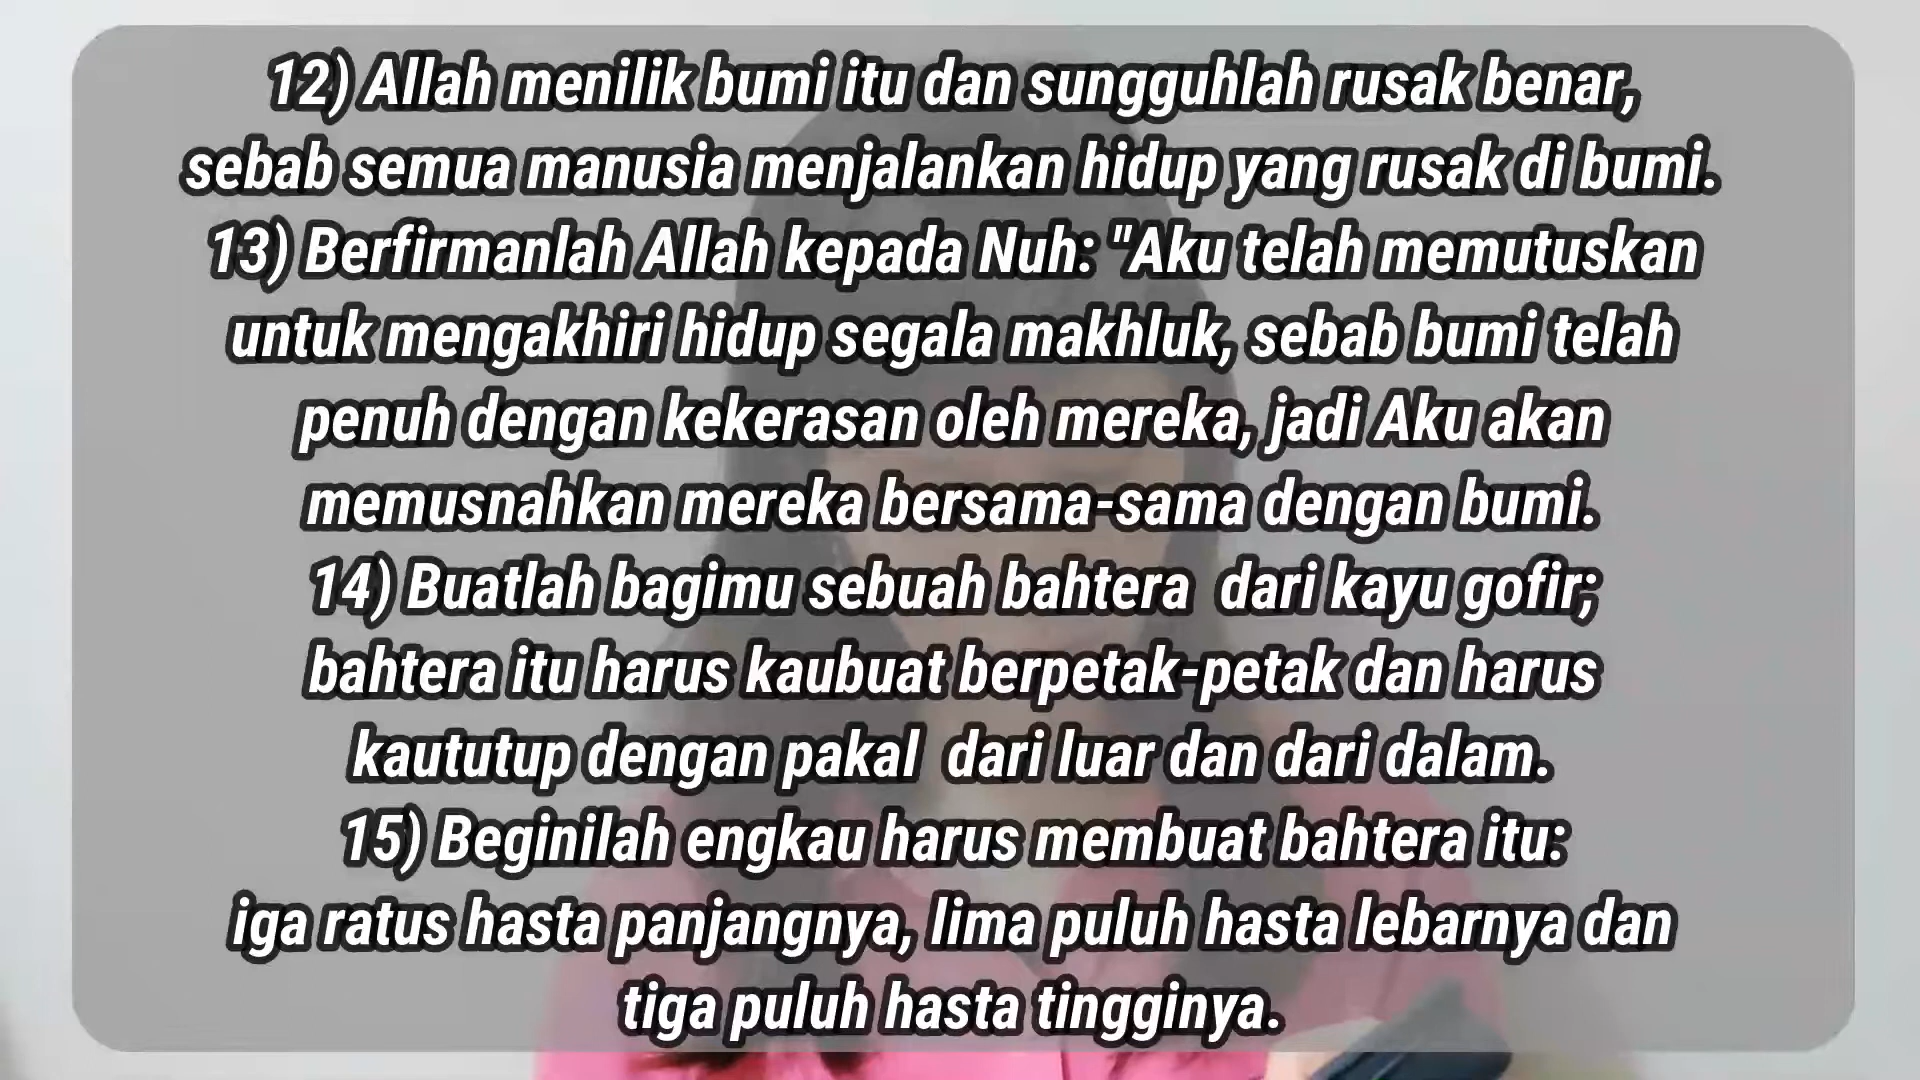 12) Allah menilik bumi itu dan sungguhlah rusak benar,
sebab semua manusia menjalankan hidup yang rusak di bumi.
13) Berfirmanlah Allah kepada Nuh: "Aku telah memutuskan
untuk mengakhiri hidup segala makhluk, sebab bumi telah
penuh dengan kekerasan oleh mereka, jadi Aku akan
memusnahkan mereka bersama-sama dengan bumi.
14) Buatlah bagimu sebuah bahtera  dari kayu gofir;
bahtera itu harus kaubuat berpetak-petak dan harus
kaututup dengan pakal  dari luar dan dari dalam.
15) Beginilah engkau harus membuat bahtera itu:
iga ratus hasta panjangnya, lima puluh hasta lebarnya dan
tiga puluh hasta tingginya.